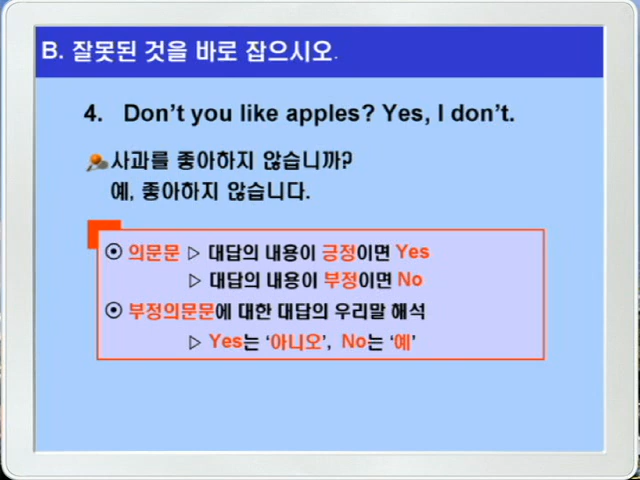 B. 잘못된 것을 바로 잡으시오.
4. Don't you like apples? Yes, I don't.
사과를 좋아하지 않습니까?
예, 좋아하지 않습니다.
⊙ 의문문 ▷ 대답의 내용이 긍정이면 Yes
▷ 대답의 내용이 부정이면 No
⊙ 부정의문문에 대한 대답의 우리말 해석
▷ Yes는 ‘아니오’, No는 ‘예’